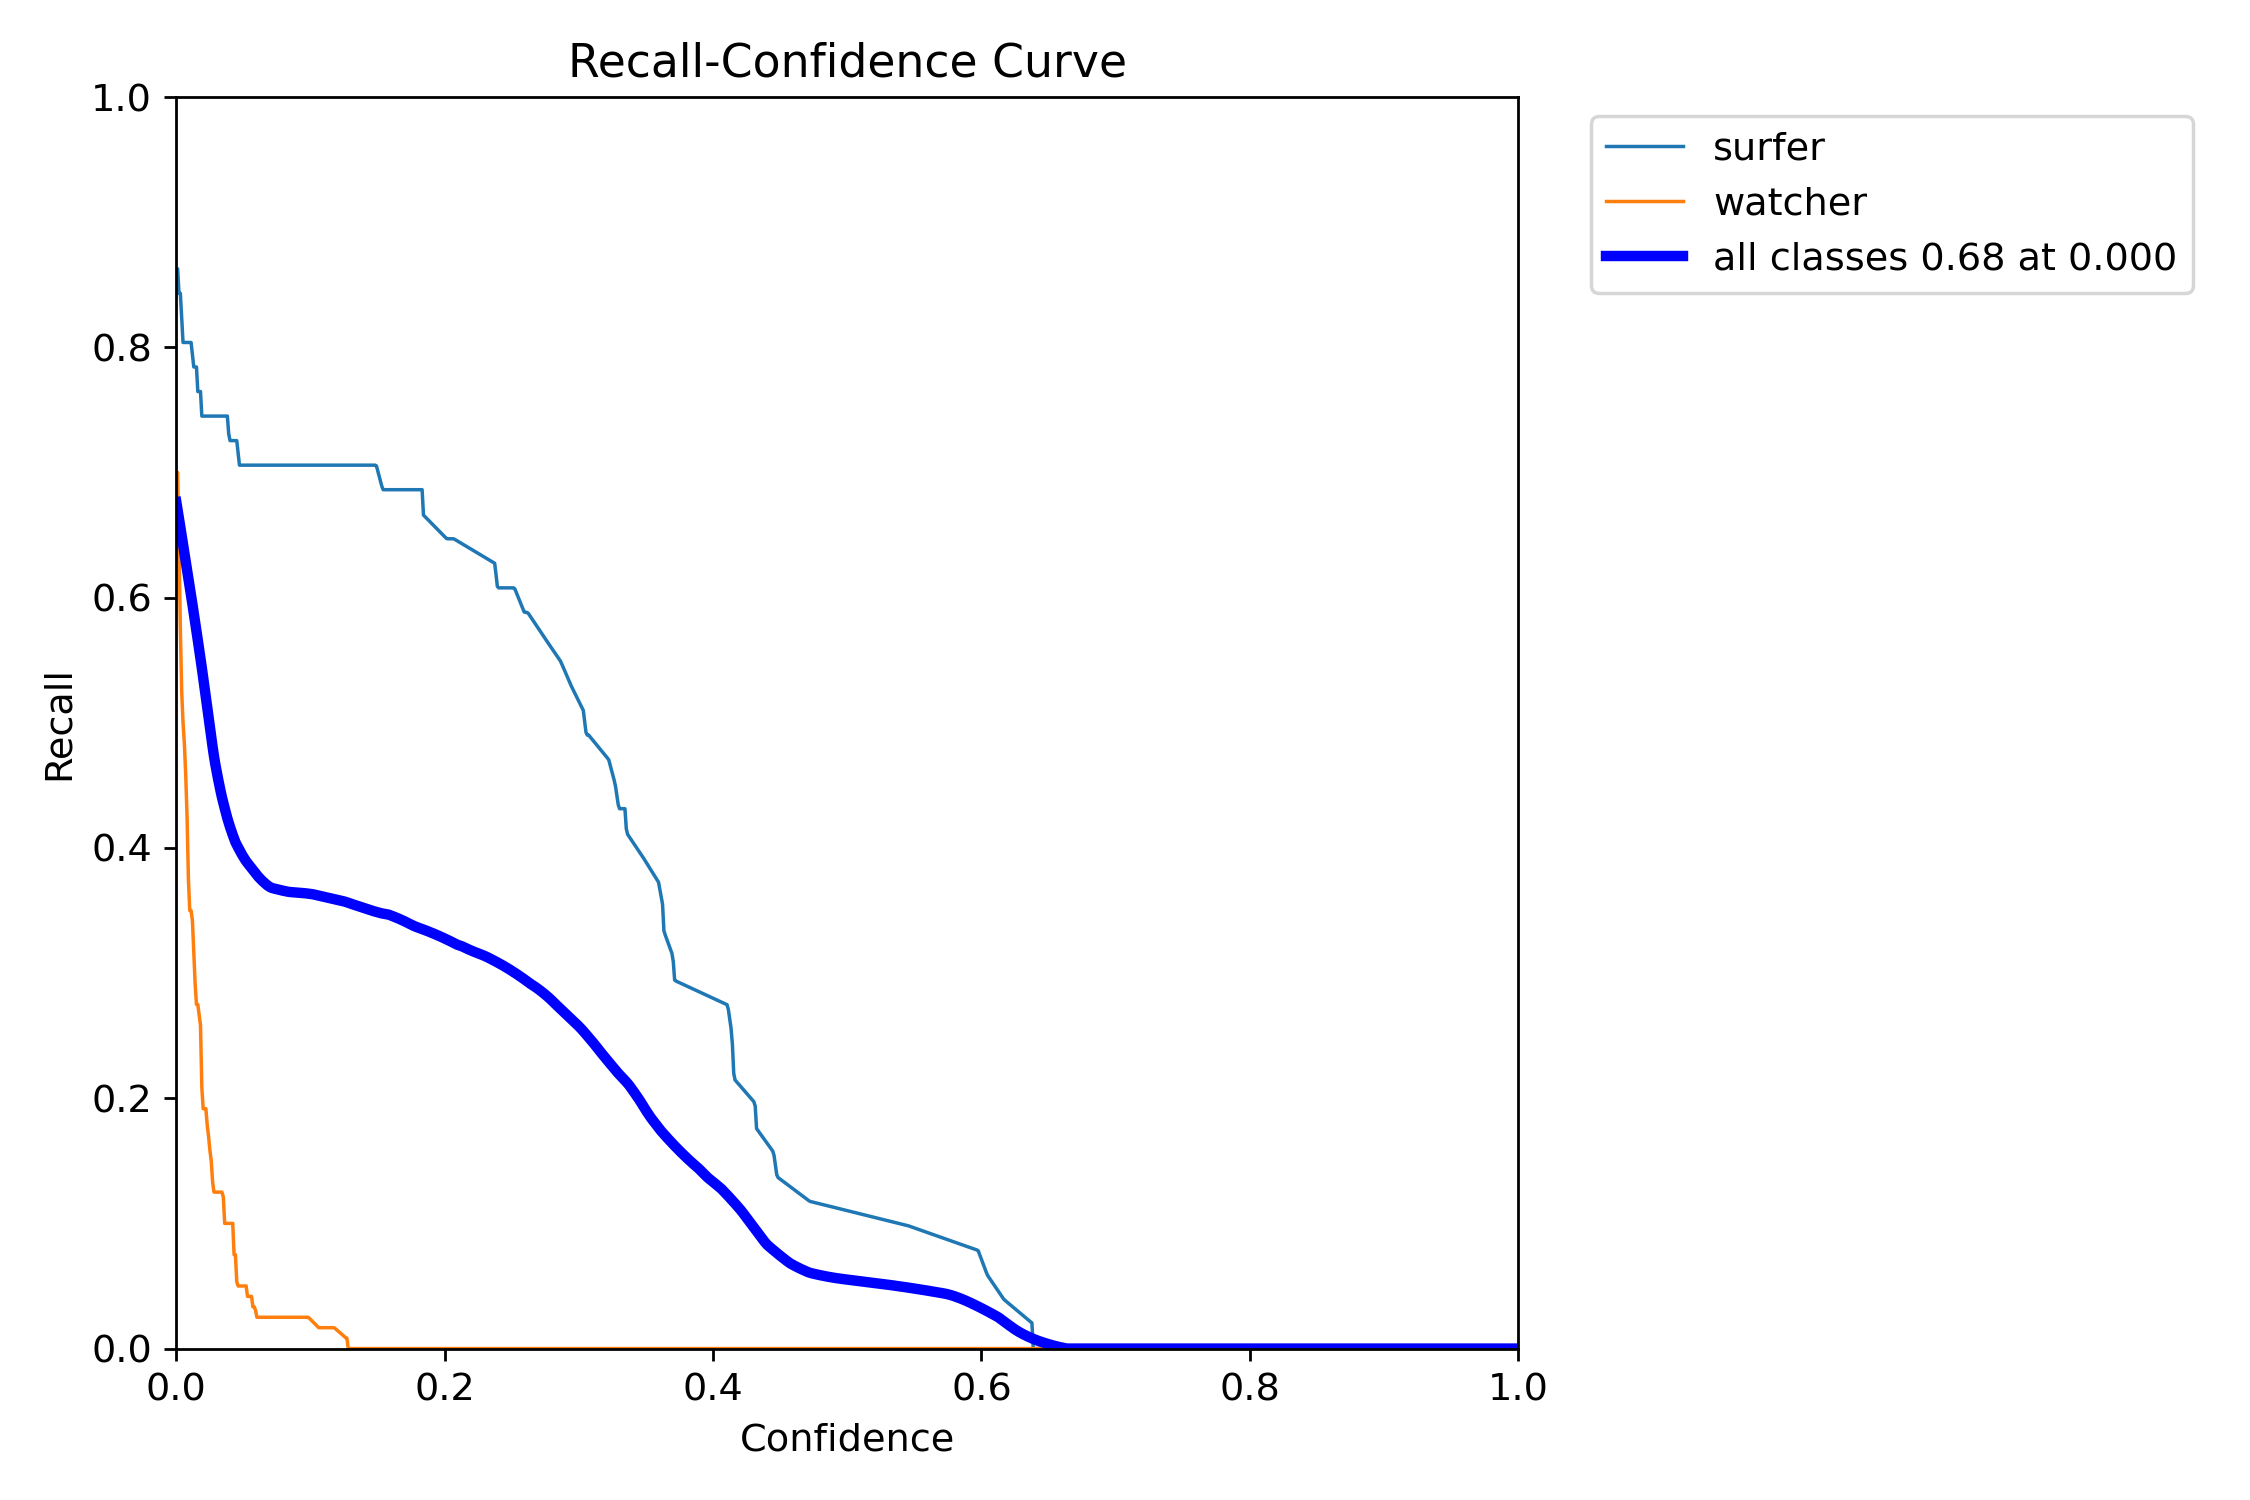 Recall-Confidence Curve
1.0
0.8
0.6
0.4
0.2
0.0
Recall
0.0 0.2 0.4 0.6 0.8 1.0
Confidence
surfer
watcher
all classes 0.68 at 0.000